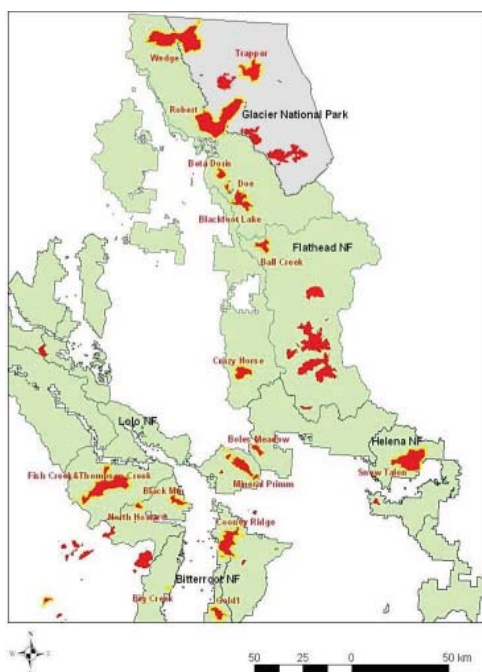 Wedge
Trapper
Robert
Glacier National Park
Beta Doris
Doe
Blackfoot Lake
Flathead NF
Ball Creek
Crazy Horse
Lolo NF
Boles Meadow
Helena NF
Snow Talon
Fish Creek&Thompson Creek
Mineral Primm
Black Mtn
North Howard
Cooney Ridge
Bitterroot NF
Big Creek
Gold1
N
W
E
S
50 25 0 50 km